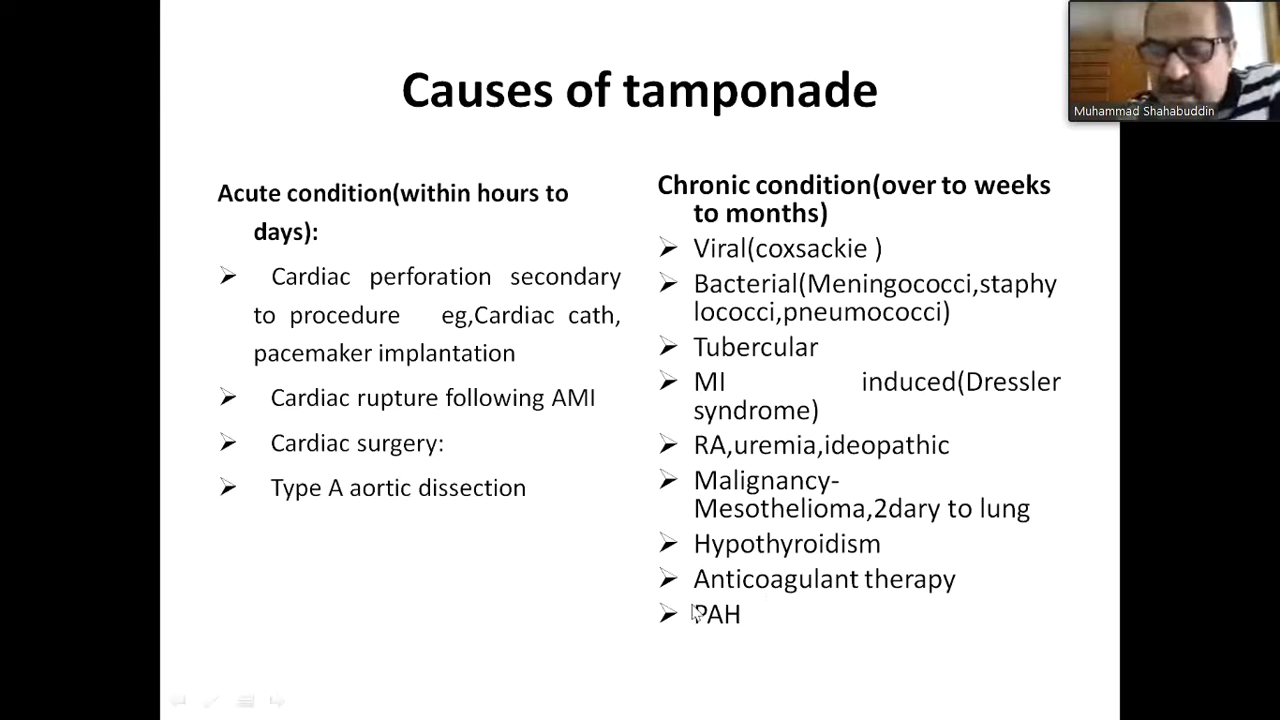 Causes of tamponade
Muhammad Shahabuddin
Acute condition(within hours to
days):
Cardiac perforation secondary
to procedure eg,Cardiac cath,
pacemaker implantation
Cardiac rupture following AMI
Cardiac surgery:
Type A aortic dissection
Chronic condition(over to weeks
to months)
Viral(coxsackie )
Bacterial(Meningococci,staphy
lococci,pneumococci)
Tubercular
MI induced(Dressler
syndrome)
RA,uremia,ideopathic
Malignancy-
Mesothelioma,2dary to lung
Hypothyroidism
Anticoagulant therapy
PAH